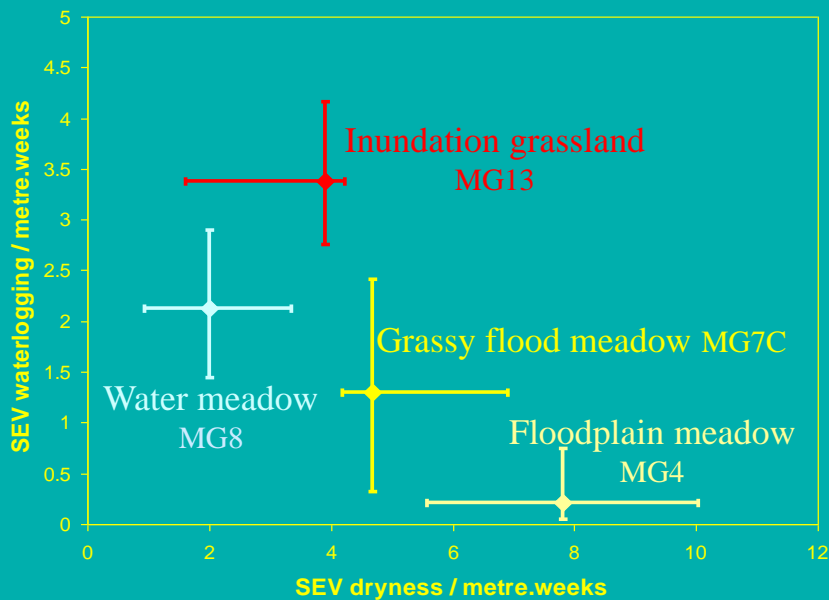 5
4.5
4
3.5
3
2.5
2
1.5
1
0.5
0
SEV waterlogging / metre.weeks
Inundation grassland
MG13
Grassy flood meadow MG7C
Water meadow
MG8
Floodplain meadow
MG4
0 2 4 6 8 10 12
SEV dryness / metre.weeks